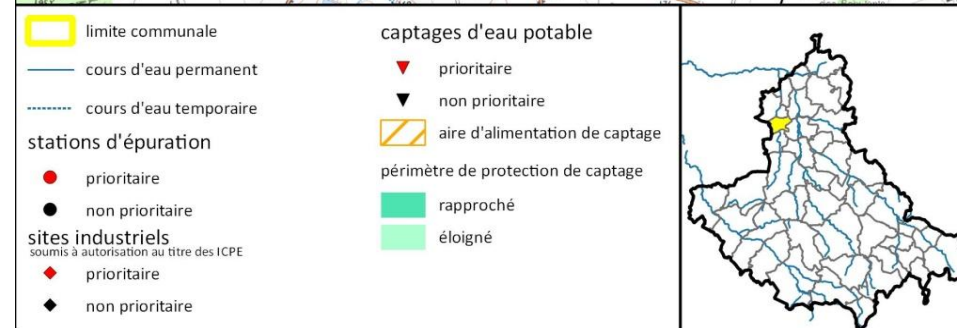 limite communale
cours d'eau permanent
cours d'eau temporaire
stations d'épuration
prioritaire
non prioritaire
sites industriels
soumis à autorisation au titre des ICPE
prioritaire
non prioritaire
captages d'eau potable
prioritaire
non prioritaire
aire d'alimentation de captage
périmètre de protection de captage
rapproché
éloigné